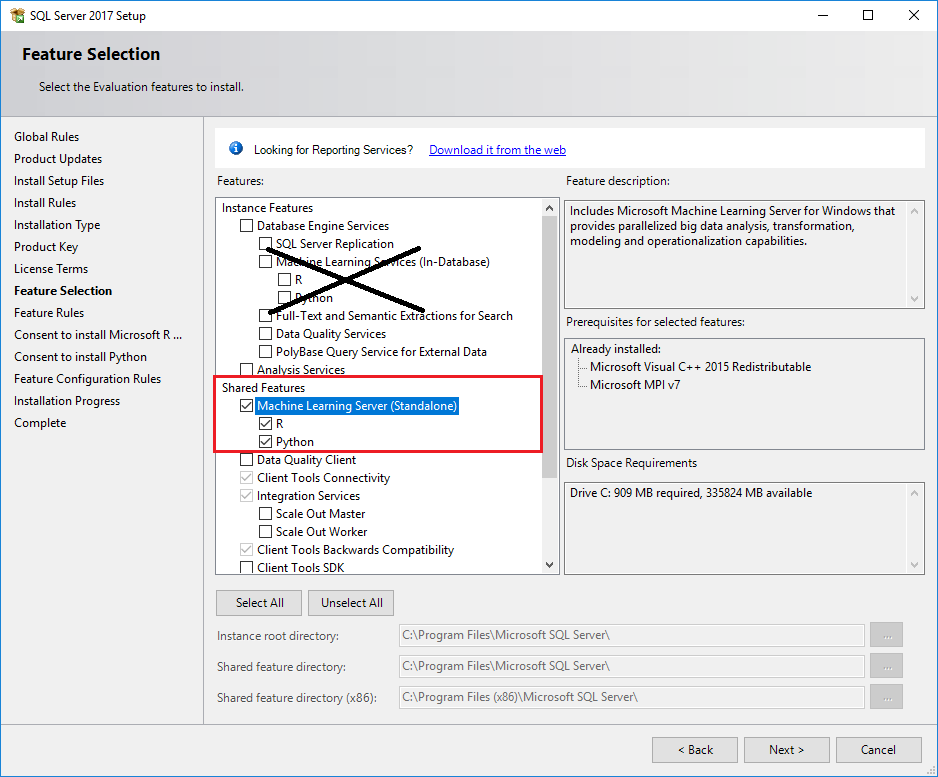 SQL Server 2017 Setup
Feature Selection
Select the Evaluation features to install.
Global Rules
Product Updates
Install Setup Files
Install Rules
Installation Type
Product Key
License Terms
Feature Selection
Feature Rules
Consent to install Microsoft R ...
Consent to install Python
Feature Configuration Rules
Installation Progress
Complete
Looking for Reporting Services? Download it from the web
Features:
Instance Features
Database Engine Services
SQL Server Replication
Machine Learning Services (In-Database)
R
Python
Full-Text and Semantic Extractions for Search
Data Quality Services
PolyBase Query Service for External Data
Analysis Services
Shared Features
Machine Learning Server (Standalone)
R
Python
Data Quality Client
Client Tools Connectivity
Integration Services
Scale Out Master
Scale Out Worker
Client Tools Backwards Compatibility
Client Tools SDK
Feature description:
Includes Microsoft Machine Learning Server for Windows that
provides parallelized big data analysis, transformation,
modeling and operationalization capabilities.
Prerequisites for selected features:
Already installed:
Microsoft Visual C++ 2015 Redistributable
Microsoft MPI v7
Disk Space Requirements
Drive C: 909 MB required, 335824 MB available
Select All
Unselect All
Instance root directory: C:\Program Files\Microsoft SQL Server\ ...
Shared feature directory: C:\Program Files\Microsoft SQL Server\ ...
Shared feature directory (x86): C:\Program Files (x86)\Microsoft SQL Server\ ...
< Back
Next >
Cancel